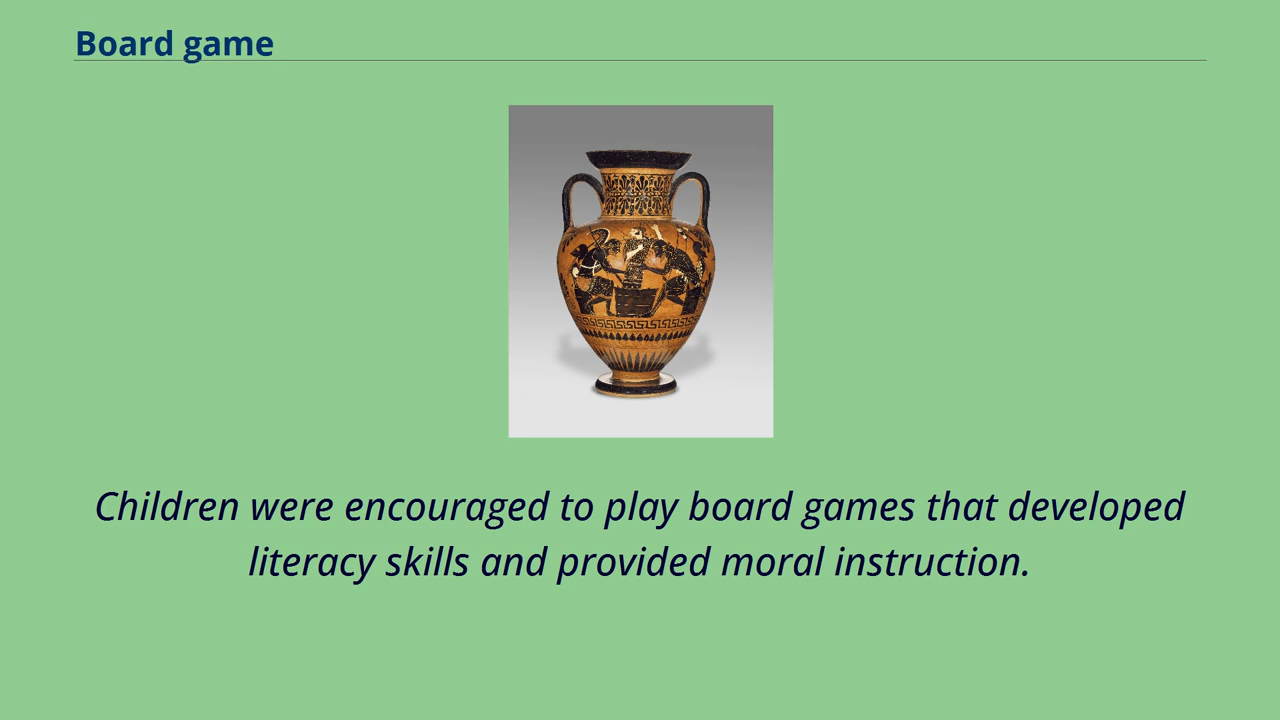 Board game
Children were encouraged to play board games that developed
literacy skills and provided moral instruction.